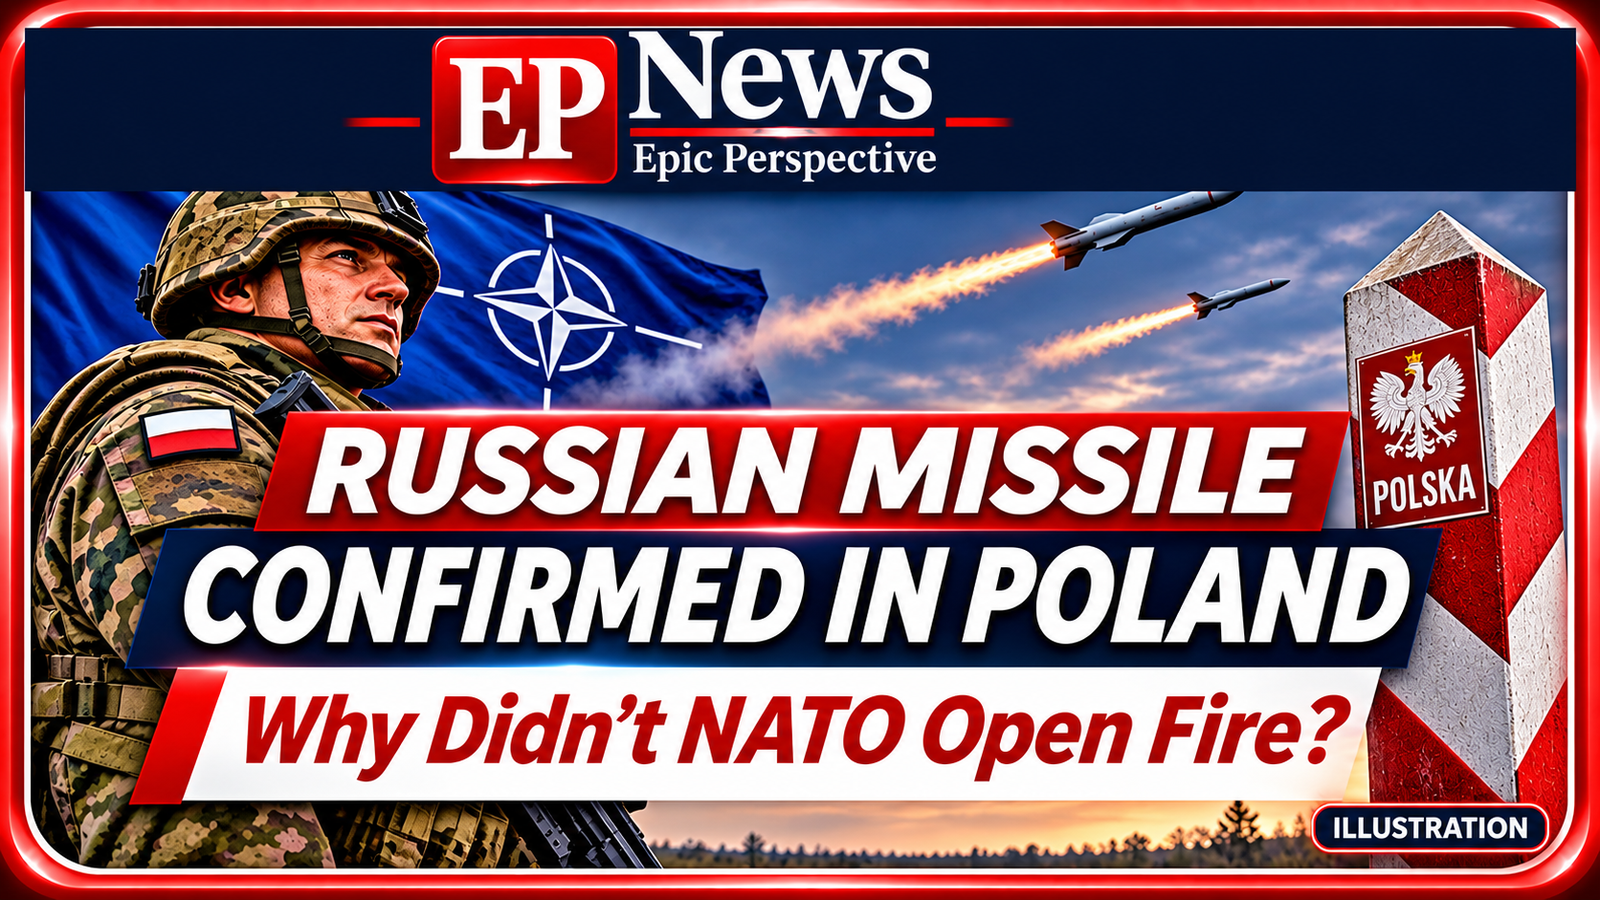 EP News
Epic Perspective
POLSKA
RUSSIAN MISSILE
CONFIRMED IN POLAND
Why Didn't NATO Open Fire?
ILLUSTRATION